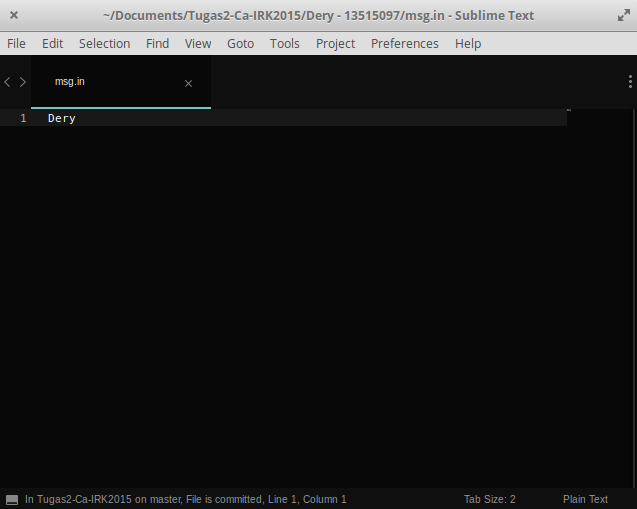 ~/Documents/Tugas2-Ca-IRK2015/Dery - 13515097/msg.in - Sublime Text
File Edit Selection Find View Goto Tools Project Preferences Help
msg.in
1 Dery
In Tugas2-Ca-IRK2015 on master, File is committed, Line 1, Column 1 Tab Size: 2 Plain Text